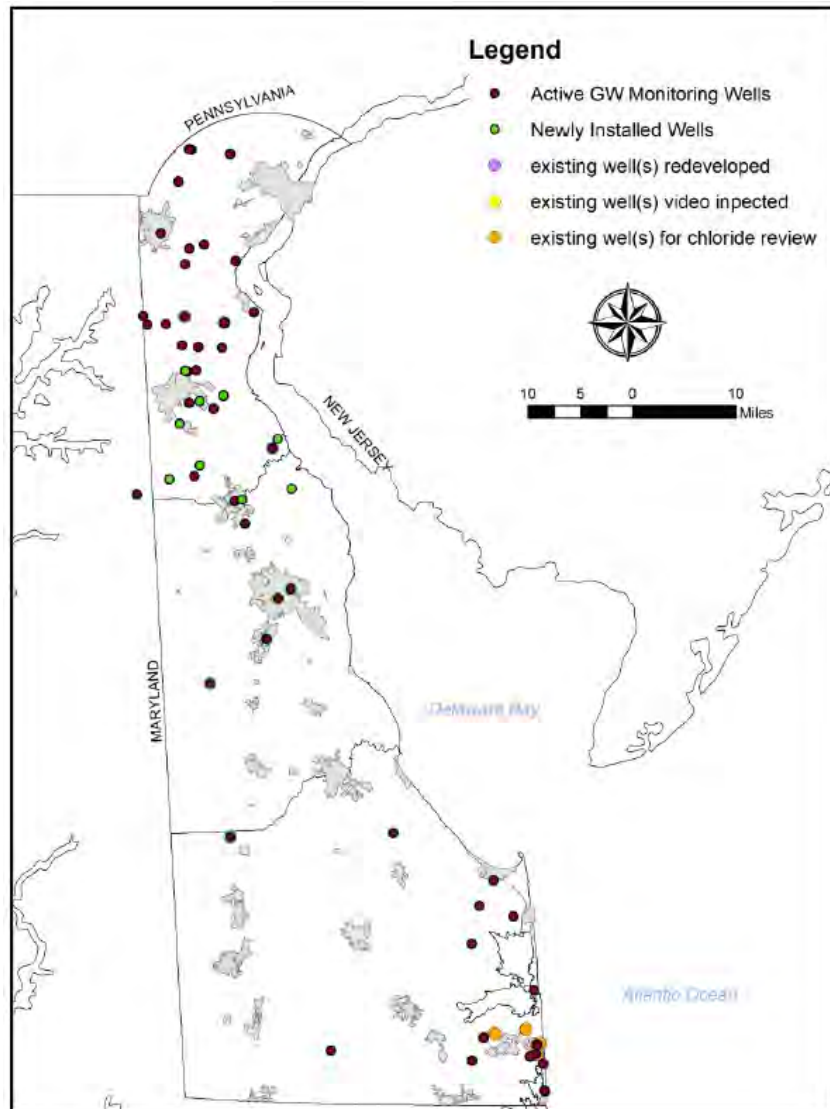 Legend
Active GW Monitoring Wells
Newly Installed Wells
existing well(s) redeveloped
existing well(s) video inpected
existing wel(s) for chloride review
PENNSYLVANIA
10 5 0 10
Miles
NEW JERSEY
MARYLAND
Delaware Bay
Atlantic Ocean